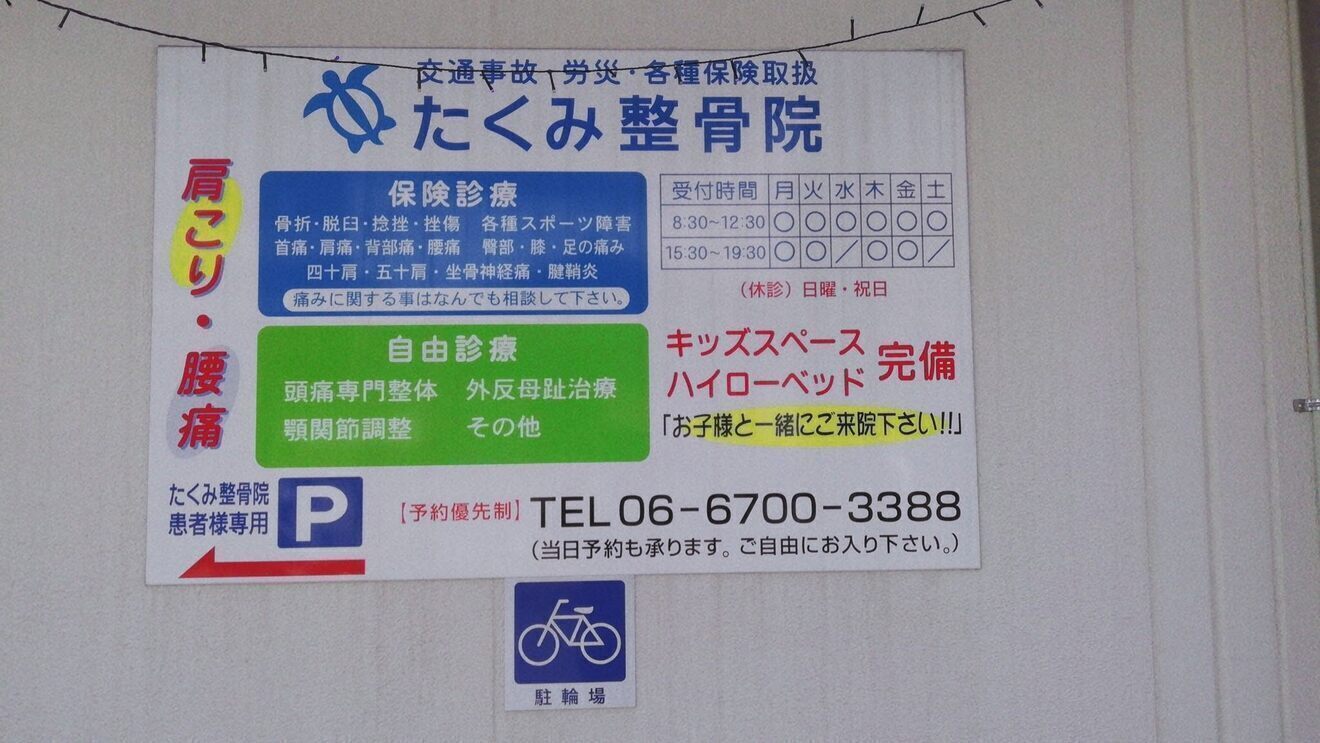 交通事故・労災・各種保険取扱
たくみ整骨院
肩こり・腰痛
保険診療
骨折・脱臼・捻挫・挫傷 各種スポーツ障害
首痛・肩痛・背部痛・腰痛 臀部・膝・足の痛み
四十肩・五十肩・坐骨神経痛・腱鞘炎
痛みに関する事はなんでも相談して下さい。
自由診療
頭痛専門整体 外反母趾治療
顎関節調整 その他
受付時間 月 火 水 木 金 土
8:30~12:30 ○ ○ ○ ○ ○ ○
15:30~19:30 ○ ○ / ○ ○ /
(休診)日曜・祝日
キッズスペース
ハイローベッド
完備
「お子様と一緒にご来院下さい!!」
たくみ整骨院
患者様専用
P
【予約優先制】TEL 06-6700-3388
(当日予約も承ります。ご自由にお入り下さい。)
駐輪場